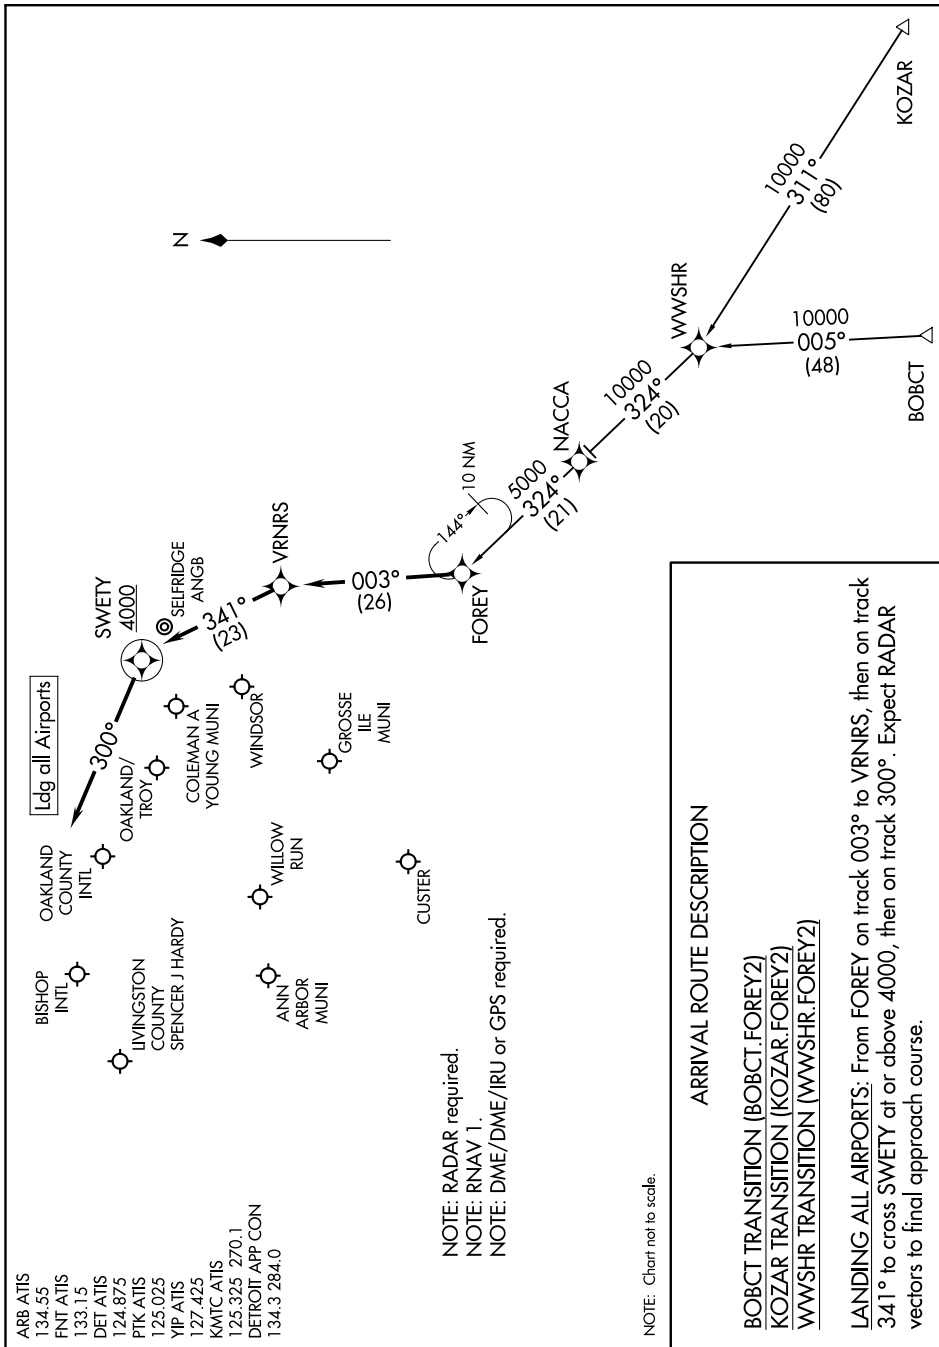 ARB ATIS
134.55
FNT ATIS
133.15
DET ATIS
124.875
PTK ATIS
125.025
YIP ATIS
127.425
KMTC ATIS
125.325 270.1
DETROIT APP CON
134.3 284.0
BISHOP
INTL
LIVINGSTON
COUNTY
SPENCER J HARDY
OAKLAND
COUNTY
INTL
Ldg all Airports
300°
OAKLAND/
TROY
COLEMAN A
YOUNG MUNI
SWETY
4000
SELFRIDGE
ANGB
341°
(23)
VRNRS
WINDSOR
WILLOW
RUN
ANN
ARBOR
MUNI
GROSSE
ILE
MUNI
CUSTER
003°
(26)
FOREY
144°
10 NM
5000
324°
(21)
NACCA
10000
324°
(20)
WWSHR
10000
005°
(48)
BOBCT
10000
311°
(80)
KOZAR
N
NOTE: RADAR required.
NOTE: RNAV 1.
NOTE: DME/DME/IRU or GPS required.
NOTE: Chart not to scale.
ARRIVAL ROUTE DESCRIPTION
BOBCT TRANSITION (BOBCT.FOREY2)
KOZAR TRANSITION (KOZAR.FOREY2)
WWSHR TRANSITION (WWSHR.FOREY2)
LANDING ALL AIRPORTS: From FOREY on track 003° to VRNRS, then on track
341° to cross SWETY at or above 4000, then on track 300°. Expect RADAR
vectors to final approach course.